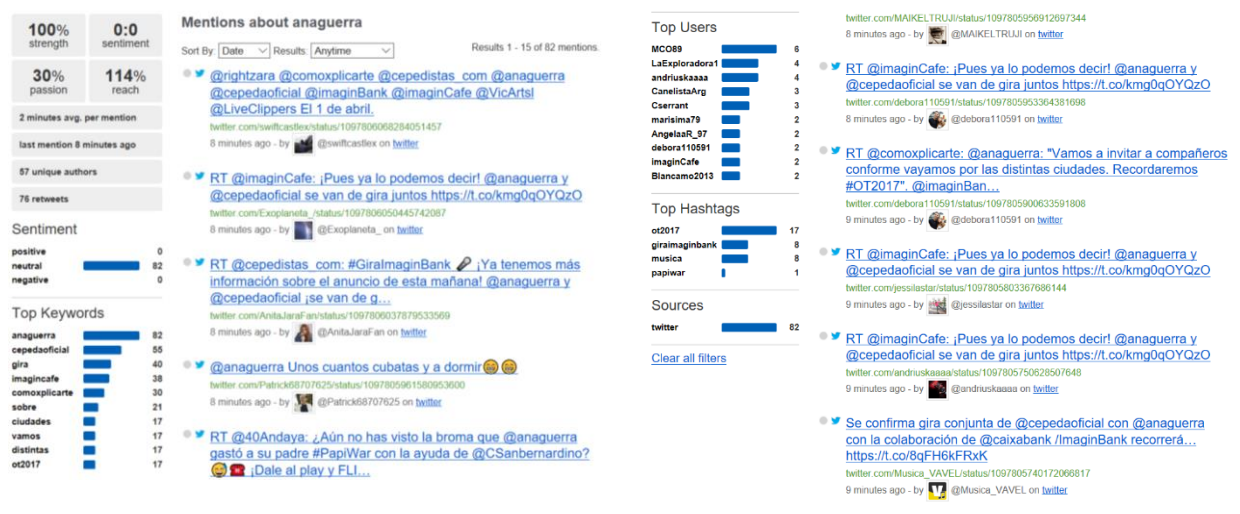 100%
strength
0:0
sentiment
30%
passion
114%
reach
2 minutes avg. per mention
last mention 8 minutes ago
57 unique authors
76 retweets
Sentiment
positive 0
neutral 82
negative 0
Top Keywords
anaguerra 82
cepedaoficial 55
gira 40
imagincafe 38
comoxplicarte 30
sobre 21
ciudades 17
vamos 17
distintas 17
ot2017 17
Mentions about anaguerra
Sort By: Date Results: Anytime
Results 1 - 15 of 82 mentions.
@rightzara @comoxplicarte @cepedistas_com @anaguerra
@cepedaoficial @imaginBank @imaginCafe @VicArtsl
@LiveClippers El 1 de abril.
twitter.com/swiftcastlex/status/1097806068284051457
8 minutes ago - by @swiftcastlex on twitter
RT @imaginCafe: ¡Pues ya lo podemos decir! @anaguerra y
@cepedaoficial se van de gira juntos https://t.co/kmg0qOYQzO
twitter.com/Exoplaneta_/status/1097806050445742087
8 minutes ago - by @Exoplaneta_ on twitter
RT @cepedistas_com: #GiraImaginBank 🎤 ¡Ya tenemos más
información sobre el anuncio de esta mañana! @anaguerra y
@cepedaoficial ¡se van de g…
twitter.com/AnitaJaraFan/status/1097806037879533569
8 minutes ago - by @AnitaJaraFan on twitter
@anaguerra Unos cuantos cubatas y a dormir😂😂
twitter.com/Patrick68707625/status/1097805961580953600
8 minutes ago - by @Patrick68707625 on twitter
RT @40Andaya: ¿Aún no has visto la broma que @anaguerra
gastó a su padre #PapiWar con la ayuda de @CSanbernardino?
😂☎️ ¡Dale al play y FLI…
Top Users
MCO89 6
LaExploradora1 4
andriuskaaaa 4
CanelistaArg 3
Cserrant 3
marisima79 2
AngelaaR_97 2
debora110591 2
imaginCafe 2
Blancamo2013 2
Top Hashtags
ot2017 17
giraimaginbank 8
musica 8
papiwar 1
Sources
twitter 82
Clear all filters
twitter.com/MAIKELTRUJI/status/1097805956912697344
8 minutes ago - by @MAIKELTRUJI on twitter
RT @imaginCafe: ¡Pues ya lo podemos decir! @anaguerra y
@cepedaoficial se van de gira juntos https://t.co/kmg0qOYQzO
twitter.com/debora110591/status/1097805953364381698
8 minutes ago - by @debora110591 on twitter
RT @comoxplicarte: @anaguerra: "Vamos a invitar a compañeros
conforme vayamos por las distintas ciudades. Recordaremos
#OT2017". @imaginBan…
twitter.com/debora110591/status/1097805900633591808
9 minutes ago - by @debora110591 on twitter
RT @imaginCafe: ¡Pues ya lo podemos decir! @anaguerra y
@cepedaoficial se van de gira juntos https://t.co/kmg0qOYQzO
twitter.com/jessilastar/status/1097805803367686144
9 minutes ago - by @jessilastar on twitter
RT @imaginCafe: ¡Pues ya lo podemos decir! @anaguerra y
@cepedaoficial se van de gira juntos https://t.co/kmg0qOYQzO
twitter.com/andriuskaaaa/status/1097805750628507648
9 minutes ago - by @andriuskaaaa on twitter
Se confirma gira conjunta de @cepedaoficial con @anaguerra
con la colaboración de @caixabank /ImaginBank recorrerá…
https://t.co/8qFH6kFRxK
twitter.com/Musica_VAVEL/status/1097805740172066817
9 minutes ago - by @Musica_VAVEL on twitter